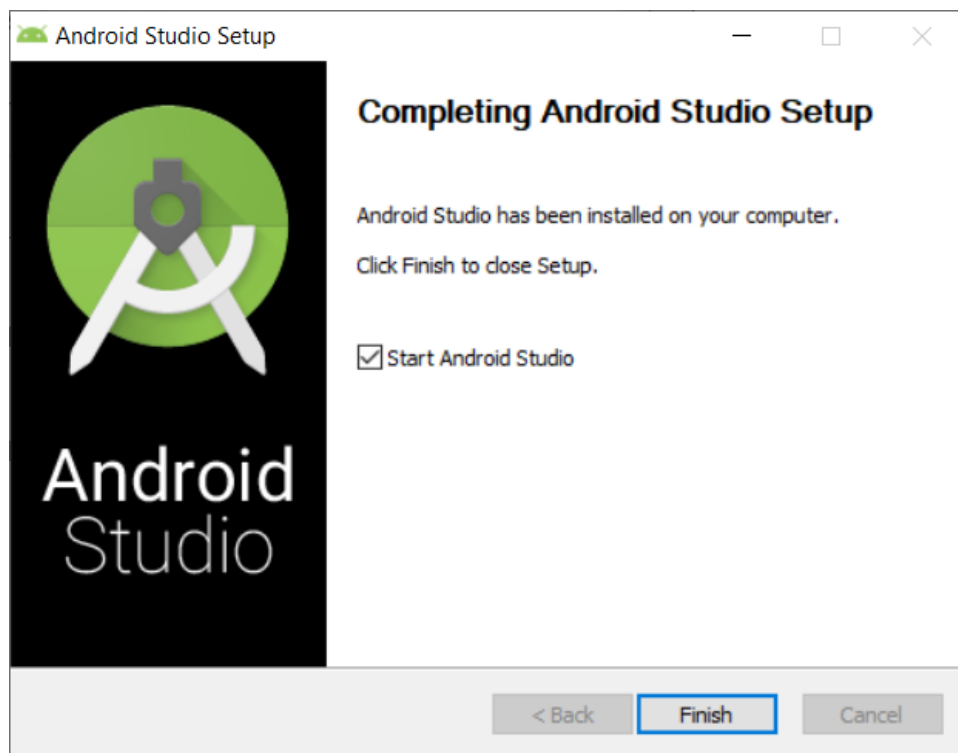 Android Studio Setup
Completing Android Studio Setup
Android Studio has been installed on your computer.
Click Finish to close Setup.
Start Android Studio
Android
Studio
< Back
Finish
Cancel